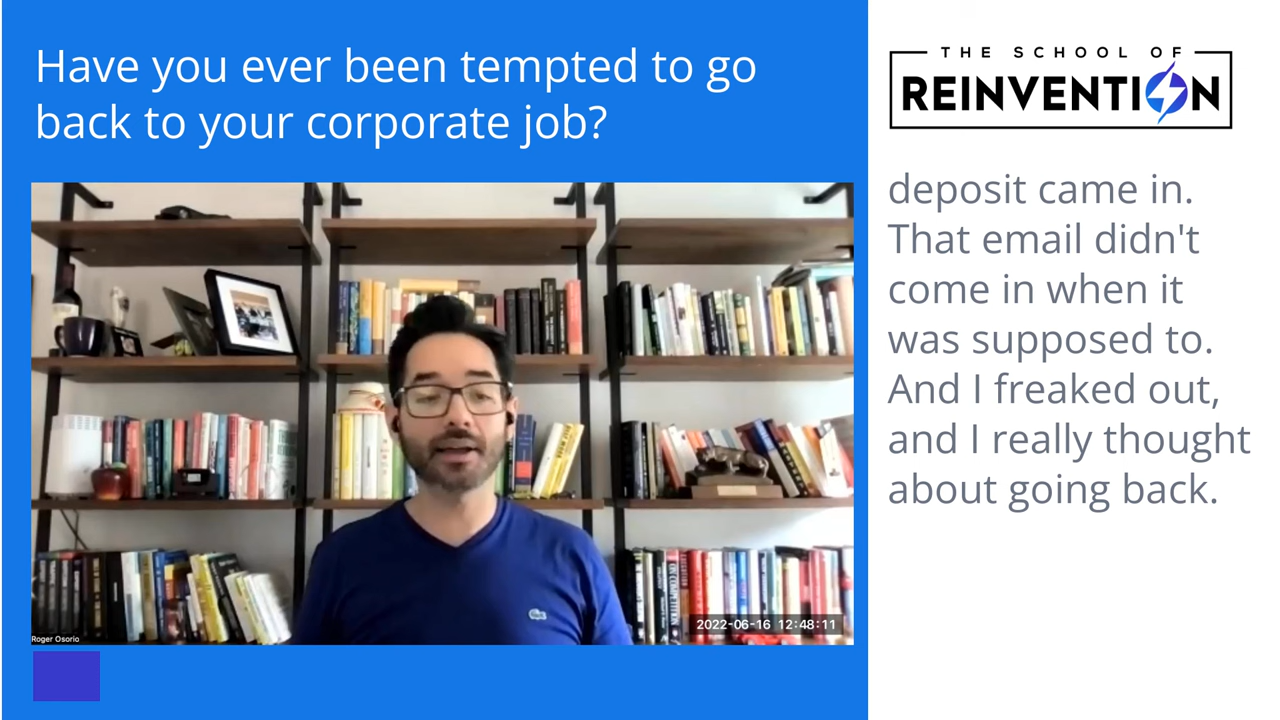 Have you ever been tempted to go
back to your corporate job?
THE SCHOOL OF
REINVENTION
deposit came in.
That email didn't
come in when it
was supposed to.
And I freaked out,
and I really thought
about going back.
ON COMPETITION
2022-06-16 12:48:11
Roger Osorio